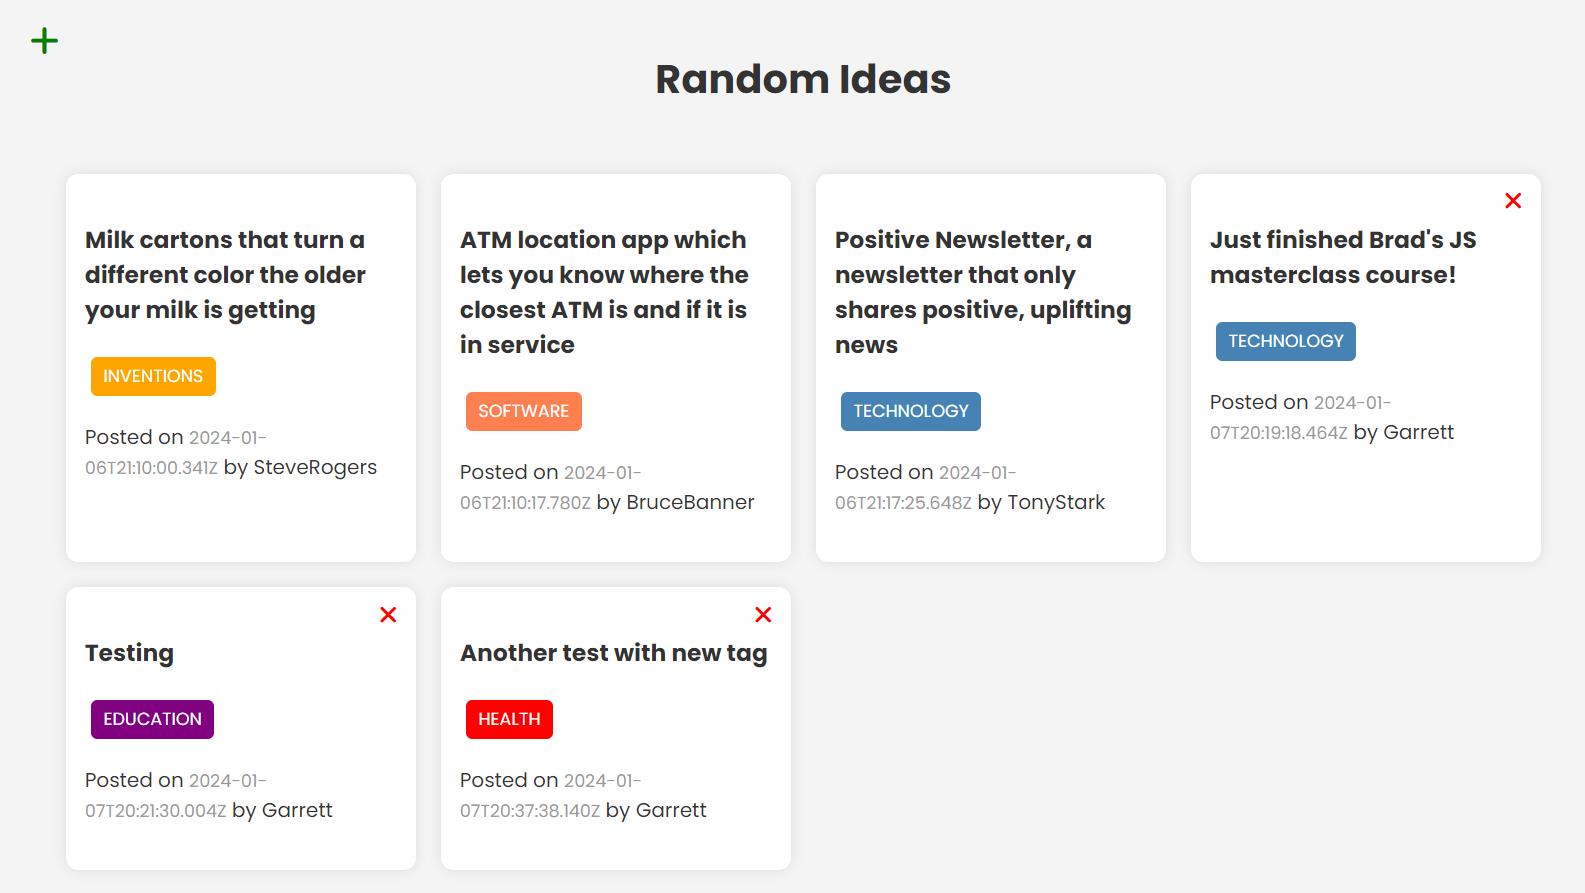 Random Ideas
Milk cartons that turn a
different color the older
your milk is getting
INVENTIONS
Posted on 2024-01-
06T21:10:00.341Z by SteveRogers
ATM location app which
lets you know where the
closest ATM is and if it is
in service
SOFTWARE
Posted on 2024-01-
06T21:10:17.780Z by BruceBanner
Positive Newsletter, a
newsletter that only
shares positive, uplifting
news
TECHNOLOGY
Posted on 2024-01-
06T21:17:25.648Z by TonyStark
Just finished Brad's JS
masterclass course!
TECHNOLOGY
Posted on 2024-01-
07T20:19:18.464Z by Garrett
Testing
EDUCATION
Posted on 2024-01-
07T20:21:30.004Z by Garrett
Another test with new tag
HEALTH
Posted on 2024-01-
07T20:37:38.140Z by Garrett